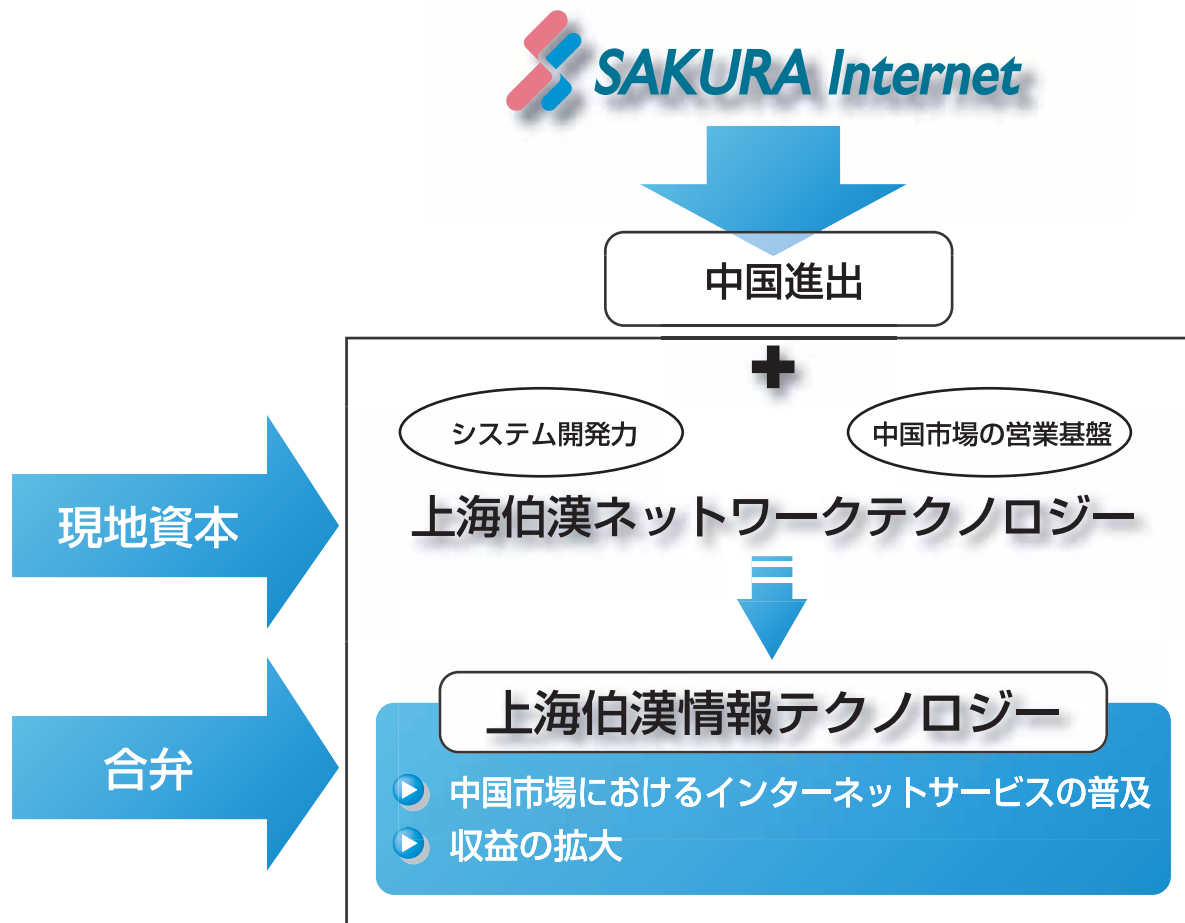 SAKURA Internet
中国進出
+
システム開発力
中国市場の営業基盤
現地資本
上海伯漢ネットワークテクノロジー
上海伯漢情報テクノロジー
合弁
中国市場におけるインターネットサービスの普及
収益の拡大